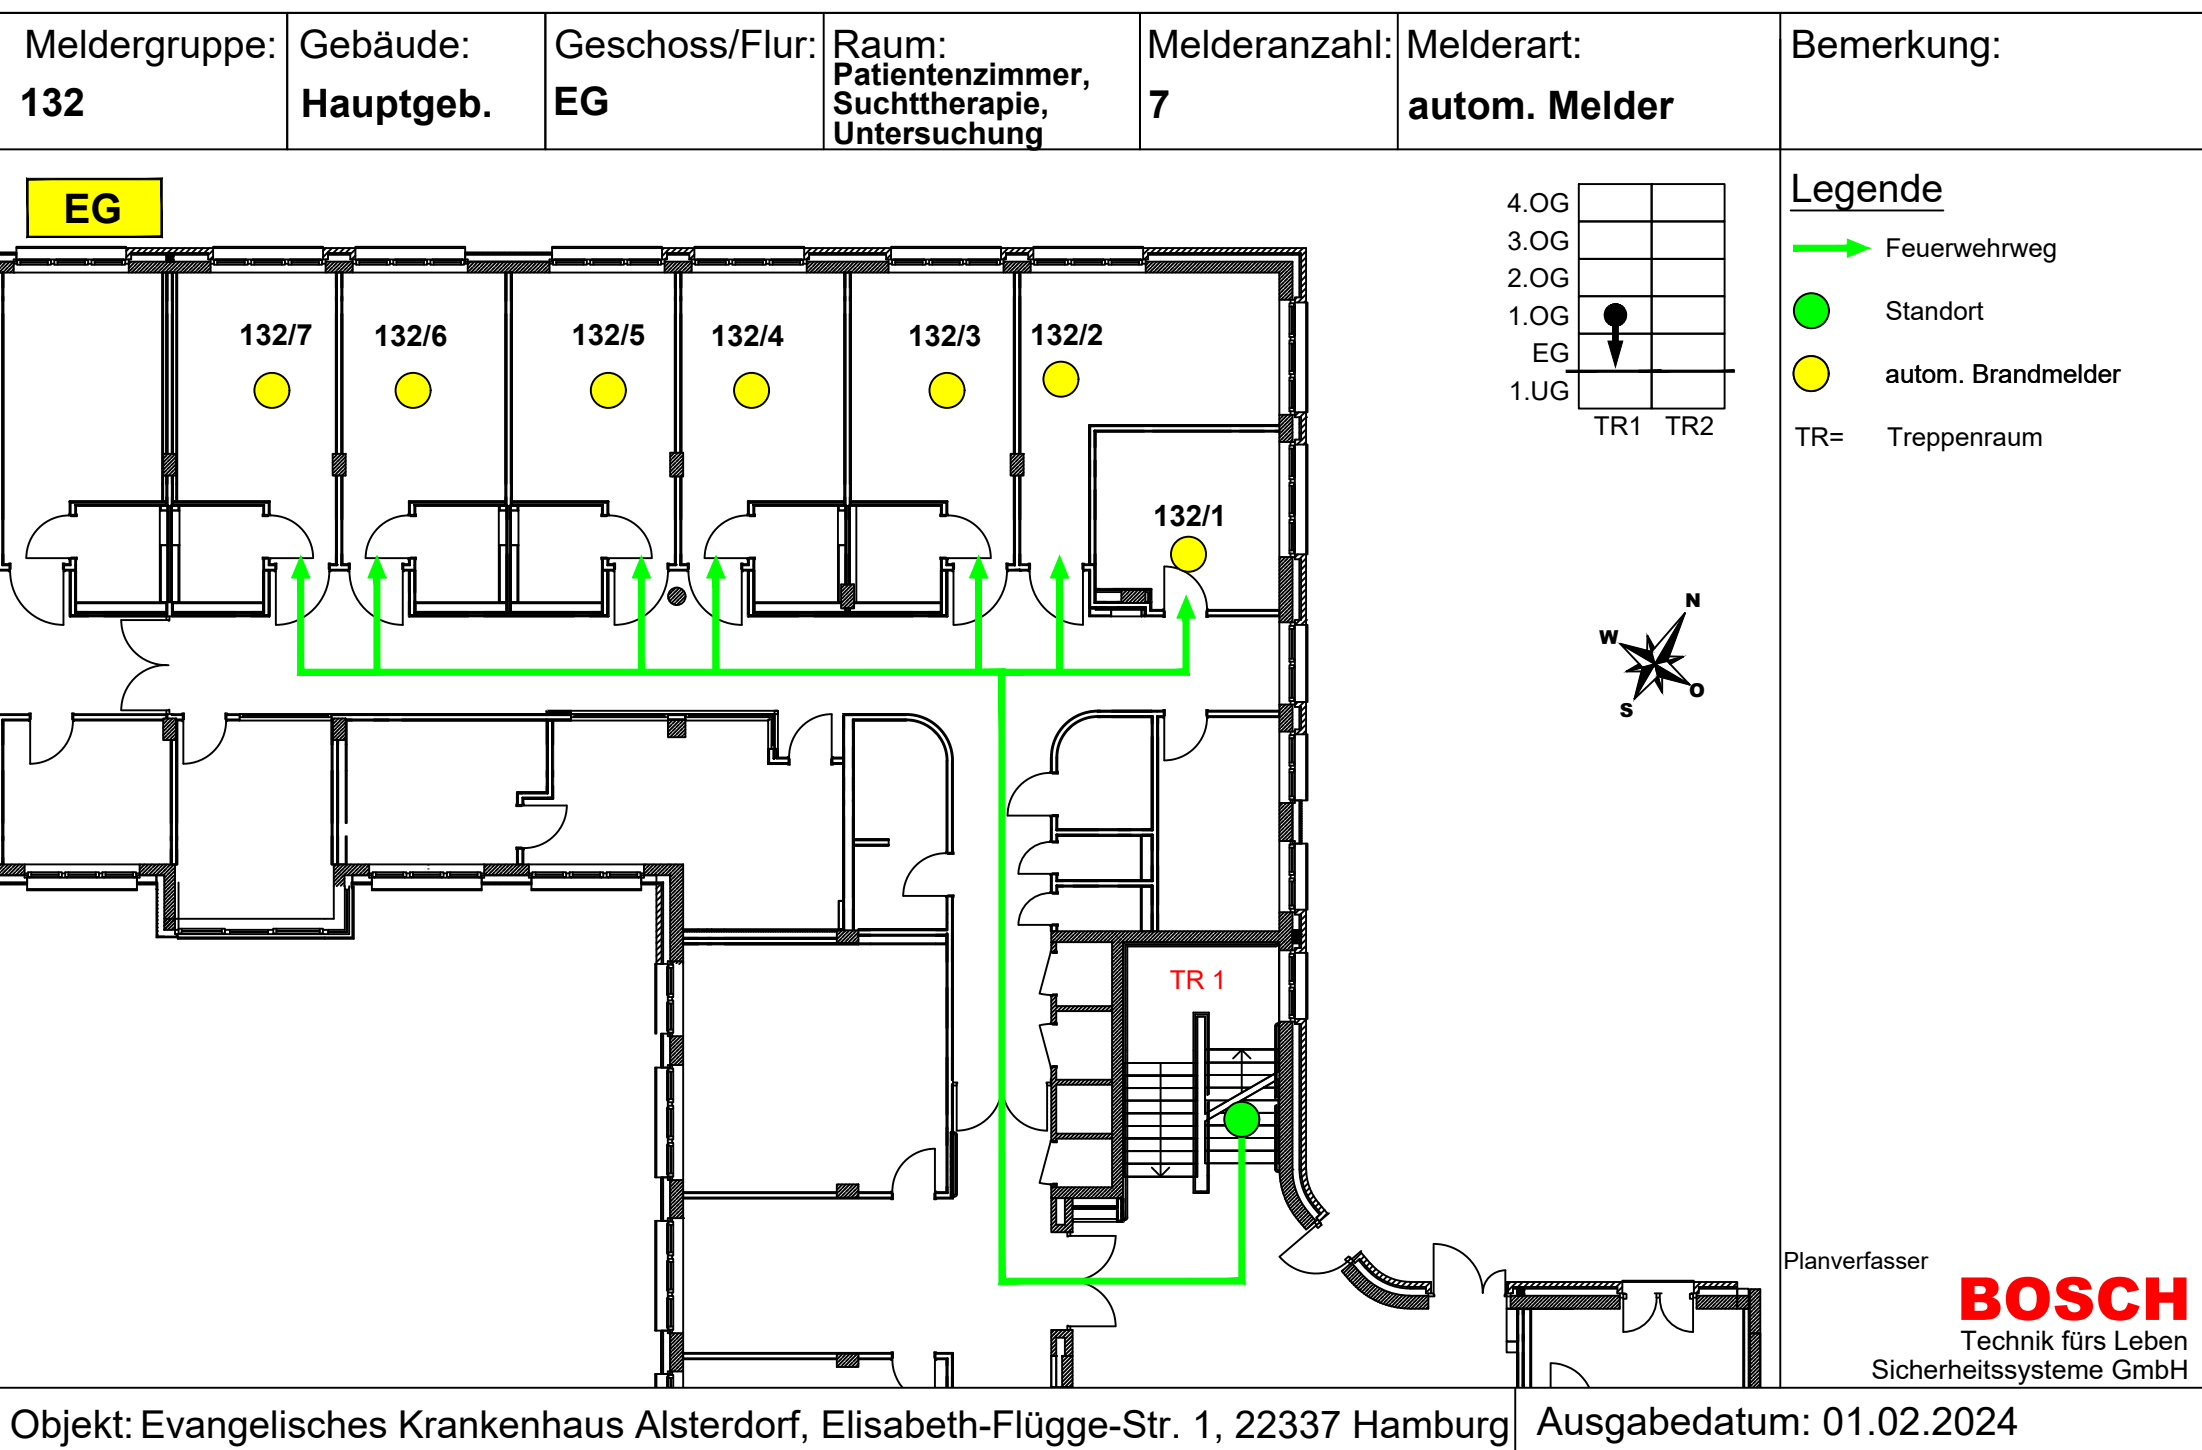 Meldergruppe: Gebäude: Geschoss/Flur: Raum: Melderanzahl: Melderart: Bemerkung:
132 Hauptgeb. EG Patientenzimmer, 7 autom. Melder
Suchttherapie,
Untersuchung
EG
4.OG
3.OG
2.OG
1.OG
EG
1.UG
TR1 TR2
Legende
Feuerwehrweg
Standort
autom. Brandmelder
TR= Treppenraum
132/7 132/6 132/5 132/4 132/3 132/2
132/1
N
W
O
S
TR 1
Planverfasser
BOSCH
Technik fürs Leben
Sicherheitssysteme GmbH
Objekt: Evangelisches Krankenhaus Alsterdorf, Elisabeth-Flügge-Str. 1, 22337 Hamburg Ausgabedatum: 01.02.2024